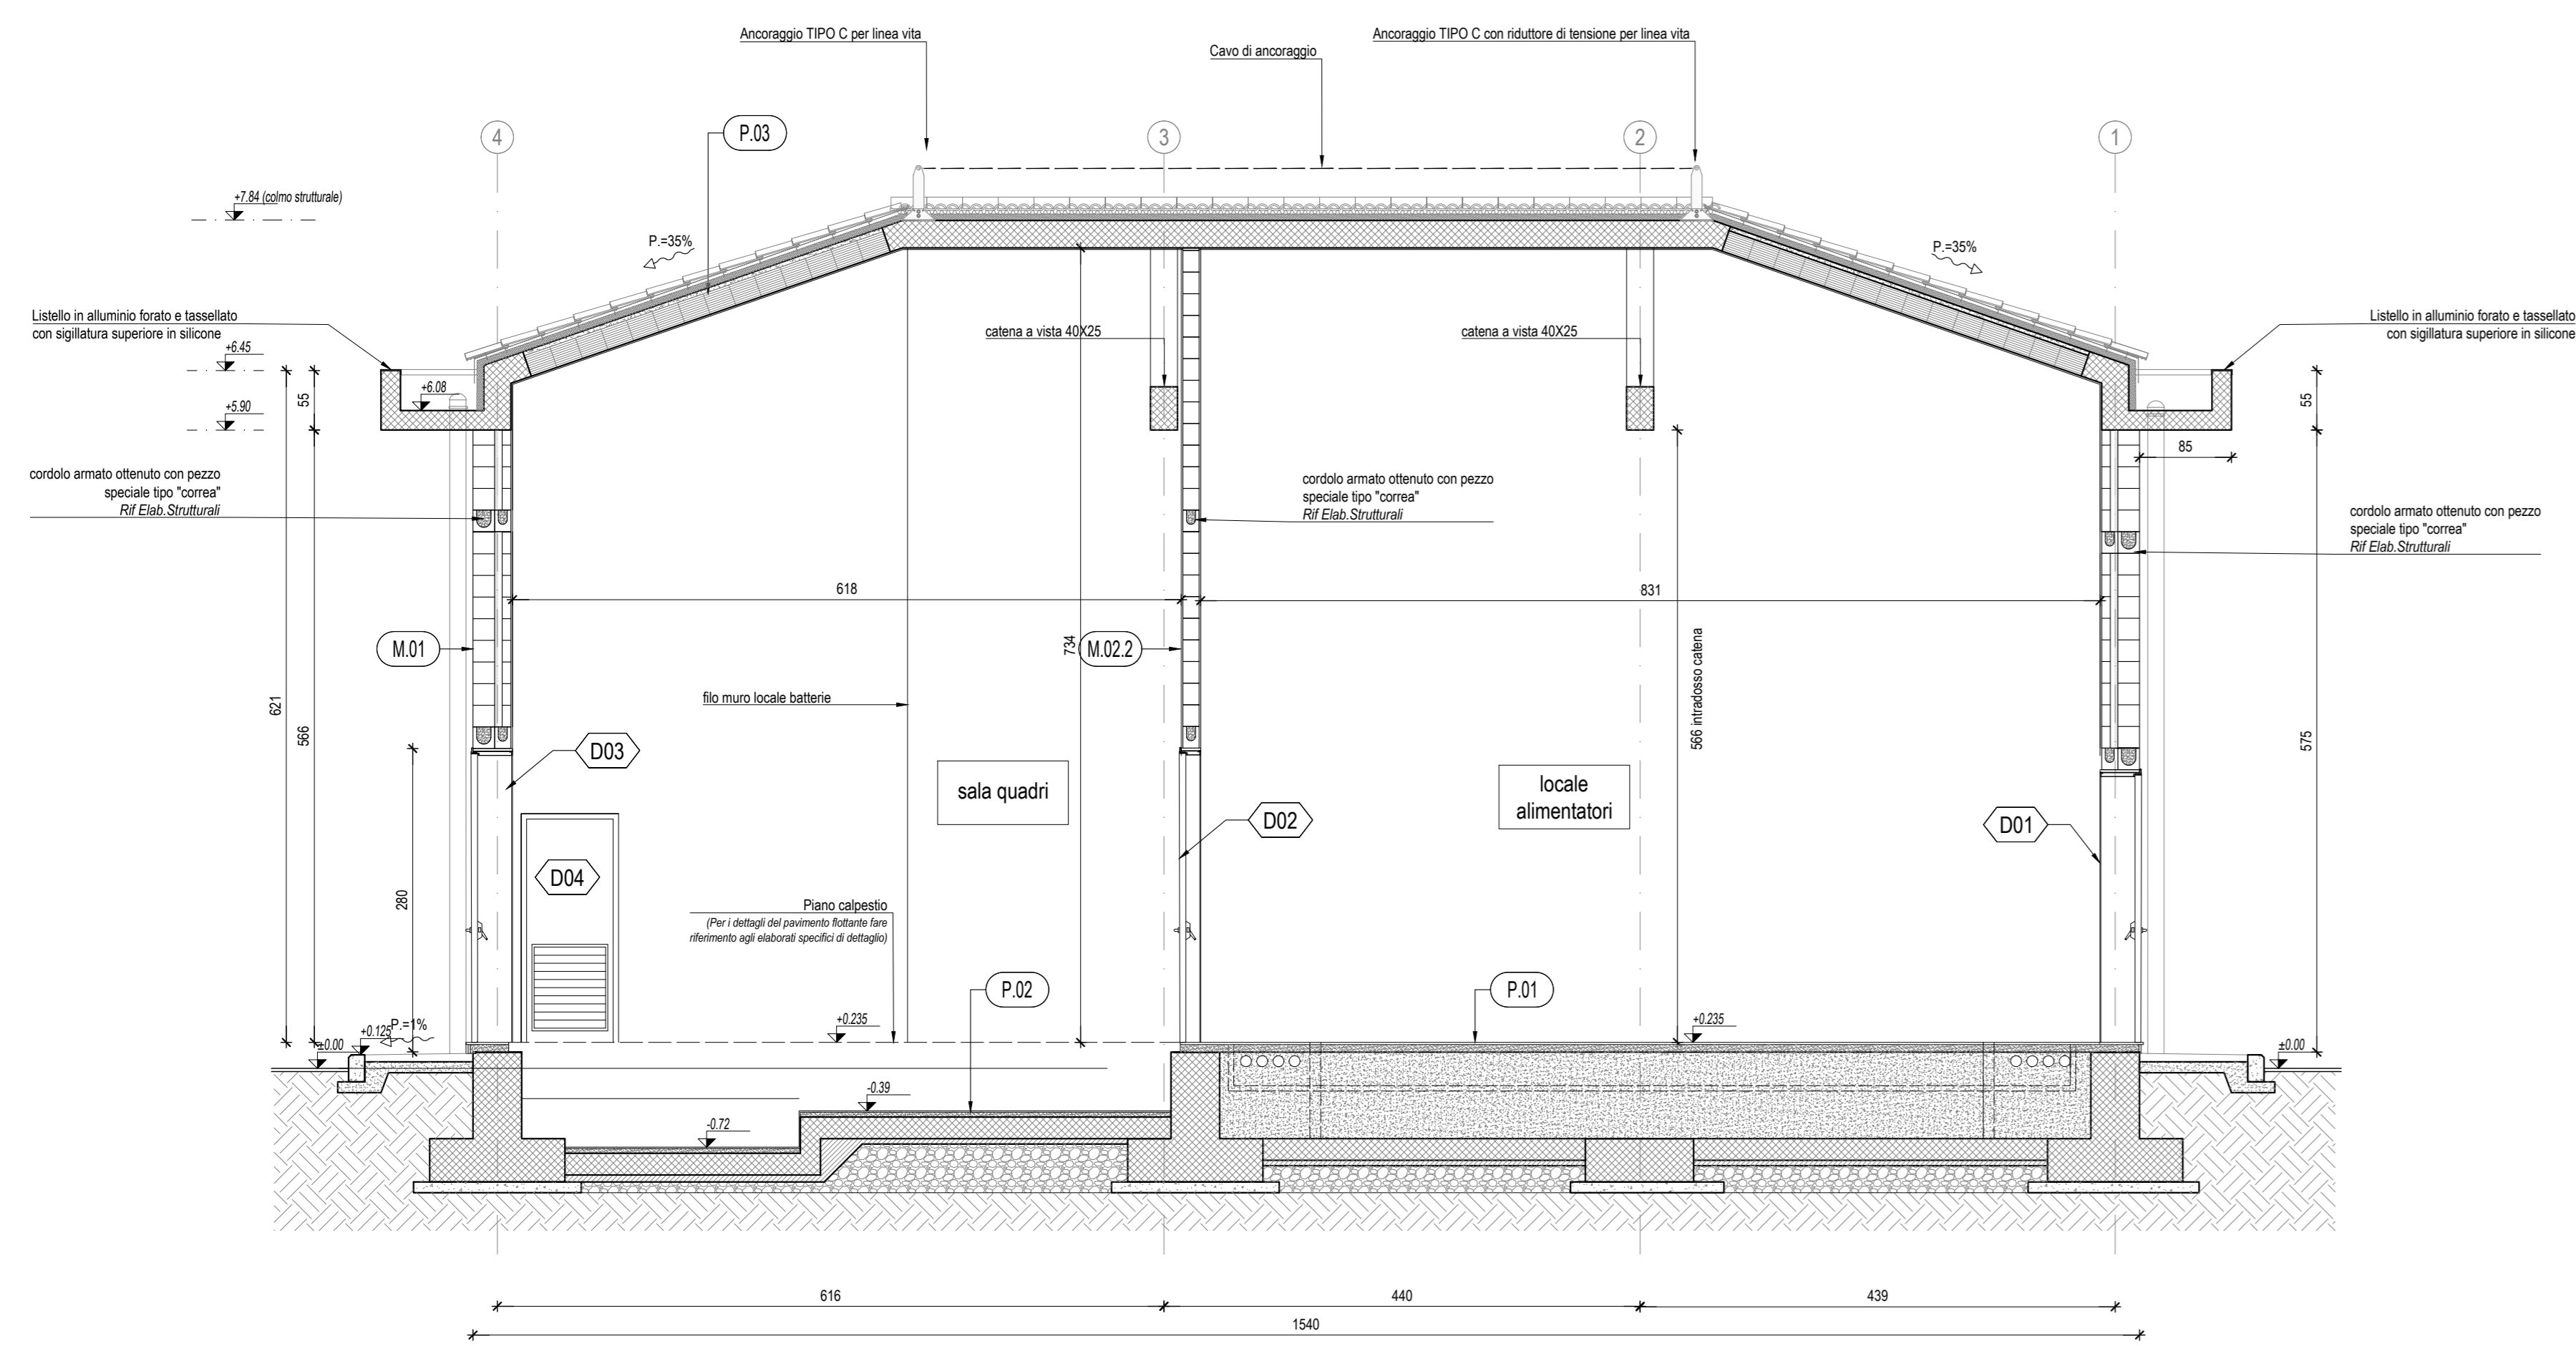 Ancoraggio TIPO C per linea vita
Cavo di ancoraggio
Ancoraggio TIPO C con riduttore di tensione per linea vita
4
P.03
3
2
1
+7.84 (colmo strutturale)
P.=35%
P.=35%
Listello in alluminio forato e tassellato
con sigillatura superiore in silicone
+6.45
+6.08
+5.90
55
catena a vista 40X25
catena a vista 40X25
Listello in alluminio forato e tassellato
con sigillatura superiore in silicone
55
85
cordolo armato ottenuto con pezzo
speciale tipo "correa"
Rif Elab.Strutturali
cordolo armato ottenuto con pezzo
speciale tipo "correa"
Rif Elab.Strutturali
cordolo armato ottenuto con pezzo
speciale tipo "correa"
Rif Elab.Strutturali
618
831
M.01
734
M.02.2
566 intradosso catena
filo muro locale batterie
621
566
575
D03
sala quadri
locale
alimentatori
D02
D01
D04
280
Piano calpestio
(Per i dettagli del pavimento flottante fare
riferimento agli elaborati specifici di dettaglio)
P.02
P.01
+0.235
+0.235
P.=1%
+0.125
±0.00
±0.00
-0.39
-0.72
616
440
439
1540